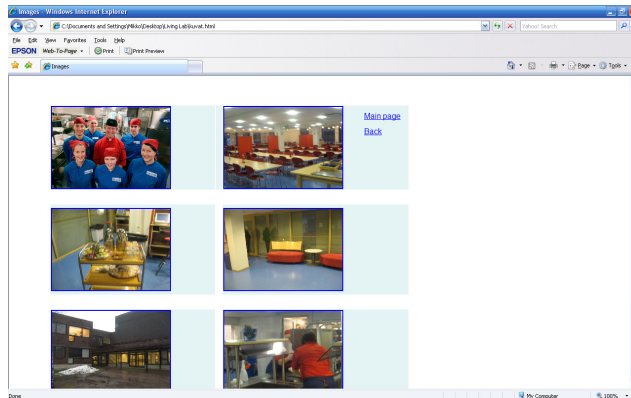 Images - Windows Internet Explorer
C:\Documents and Settings\Mikko\Desktop\Living Lab\kuvat.html
Yahoo! Search
File Edit View Favorites Tools Help
EPSON Web-To-Page Print Print Preview
Images
Page Tools
Main page
Back
Done
My Computer
100%